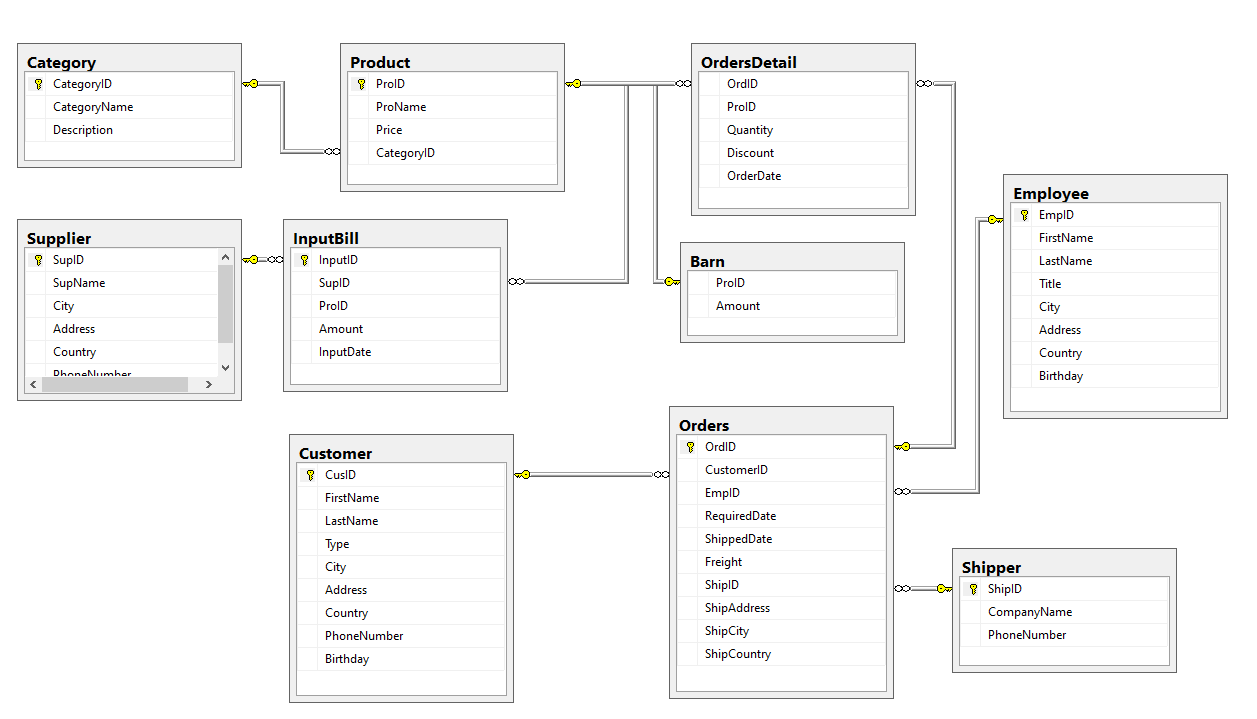 Category
CategoryID
CategoryName
Description
Product
ProID
ProName
Price
CategoryID
OrdersDetail
OrdID
ProID
Quantity
Discount
OrderDate
Employee
EmpID
FirstName
LastName
Title
City
Address
Country
Birthday
Supplier
SupID
SupName
City
Address
Country
PhoneNumber
InputBill
InputID
SupID
ProID
Amount
InputDate
Barn
ProID
Amount
Customer
CusID
FirstName
LastName
Type
City
Address
Country
PhoneNumber
Birthday
Orders
OrdID
CustomerID
EmpID
RequiredDate
ShippedDate
Freight
ShipID
ShipAddress
ShipCity
ShipCountry
Shipper
ShipID
CompanyName
PhoneNumber